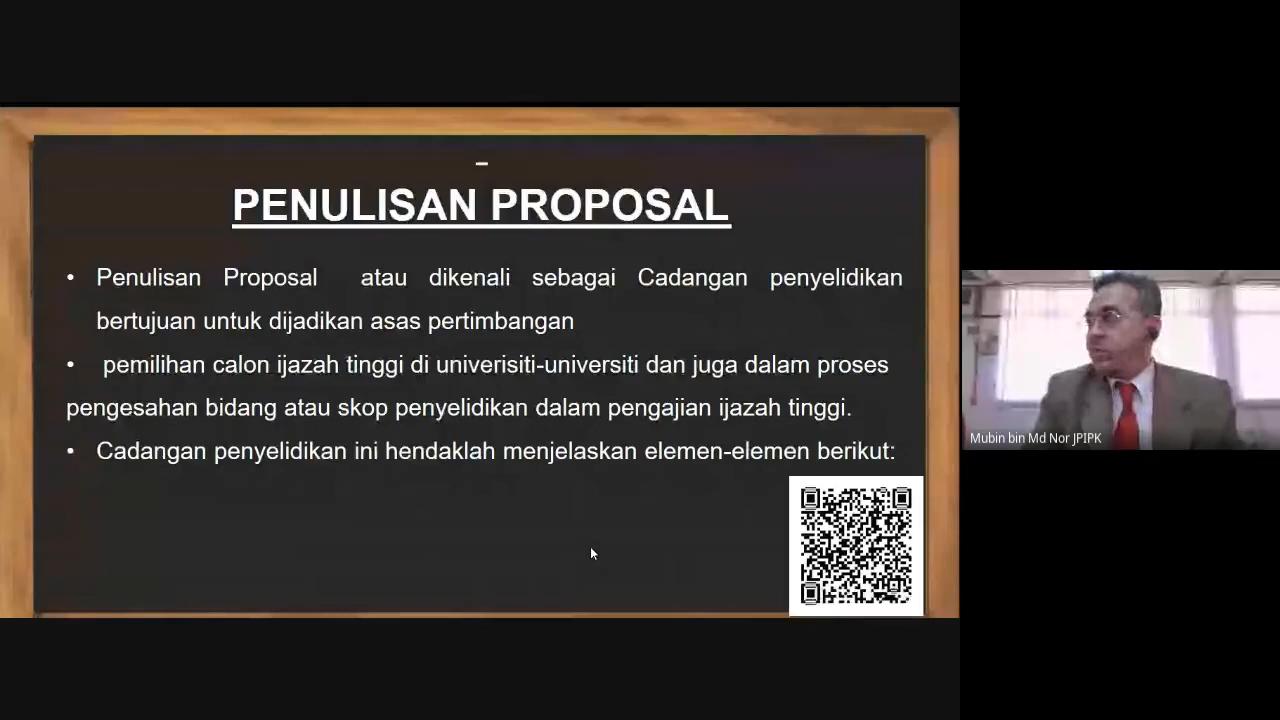 PENULISAN PROPOSAL
• Penulisan Proposal atau dikenali sebagai Cadangan penyelidikan
bertujuan untuk dijadikan asas pertimbangan
• pemilihan calon ijazah tinggi di univerisiti-universiti dan juga dalam proses
pengesahan bidang atau skop penyelidikan dalam pengajian ijazah tinggi.
• Cadangan penyelidikan ini hendaklah menjelaskan elemen-elemen berikut:
Mubin bin Md Nor JPIPK